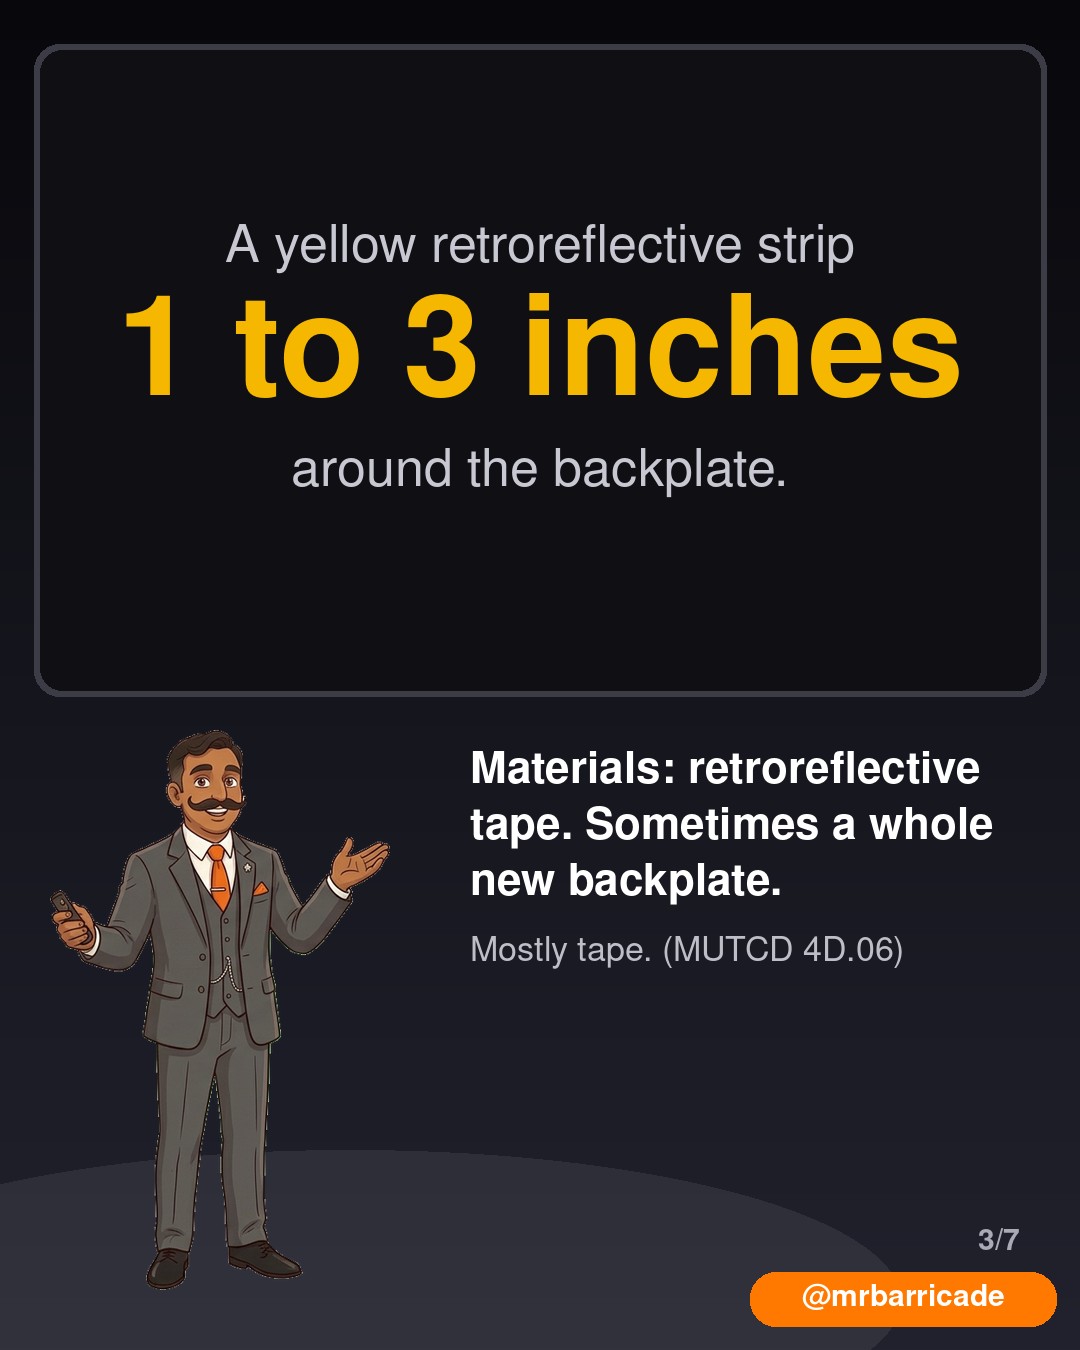 A yellow retroreflective strip
1 to 3 inches
around the backplate.
Materials: retroreflective
tape. Sometimes a whole
new backplate.
Mostly tape. (MUTCD 4D.06)
3/7
@mrbarricade